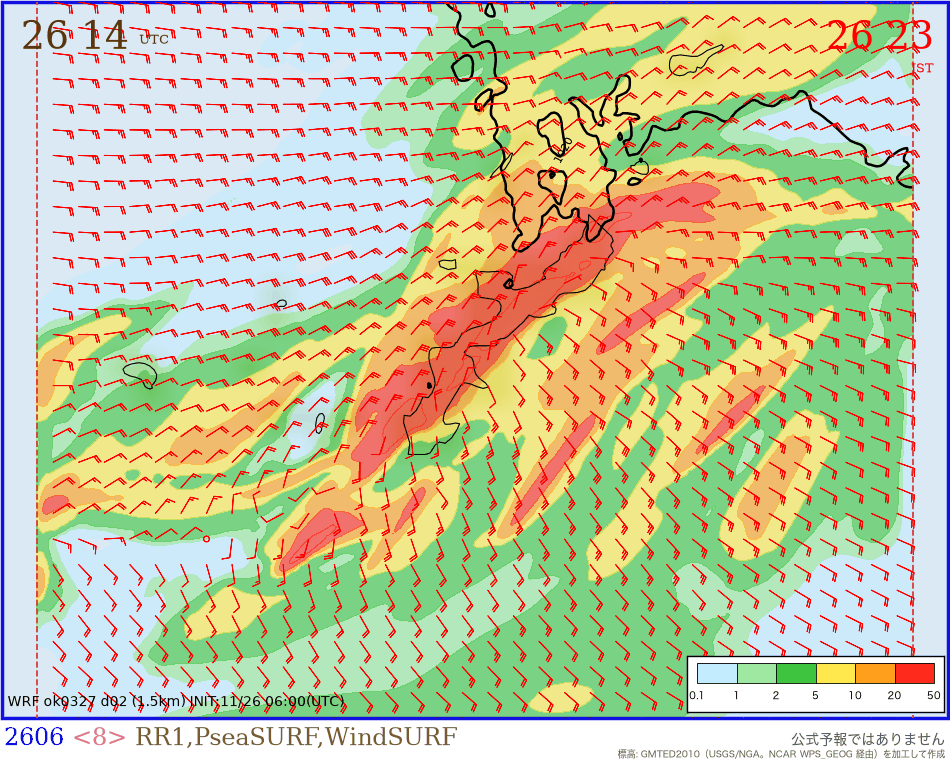 26 14 UTC
26 23
ST
0.1 1 2 5 10 20 50
WRF ok0327 d02 (1.5km) INIT:11/26 06:00(UTC)
2606 <8> RR1,PseaSURF,WindSURF
公式予報ではありません
標高: GMTED2010（USGS/NGA。NCAR WPS_GEOG 経由）を加工して作成